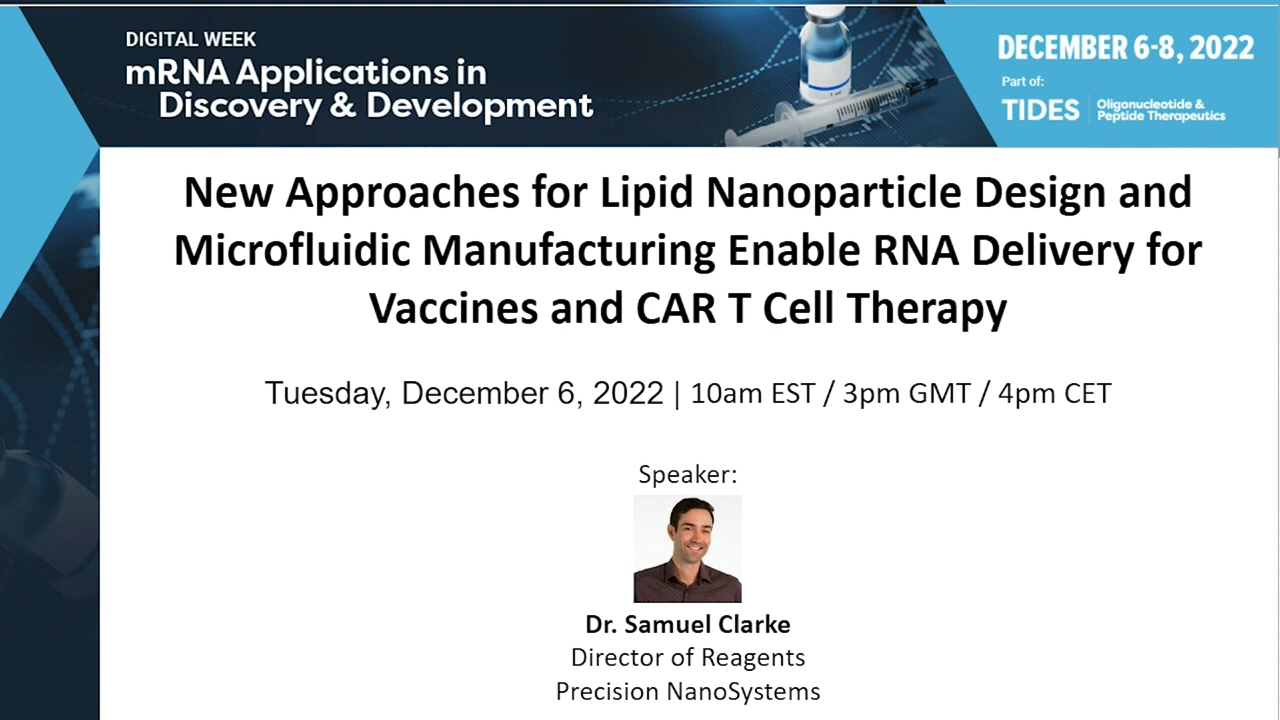 DIGITAL WEEK
mRNA Applications in
Discovery & Development
DECEMBER 6-8, 2022
Part of:
TIDES
Oligonucleotide &
Peptide Therapeutics
New Approaches for Lipid Nanoparticle Design and
Microfluidic Manufacturing Enable RNA Delivery for
Vaccines and CAR T Cell Therapy
Tuesday, December 6, 2022 | 10am EST / 3pm GMT / 4pm CET
Speaker:
Dr. Samuel Clarke
Director of Reagents
Precision NanoSystems